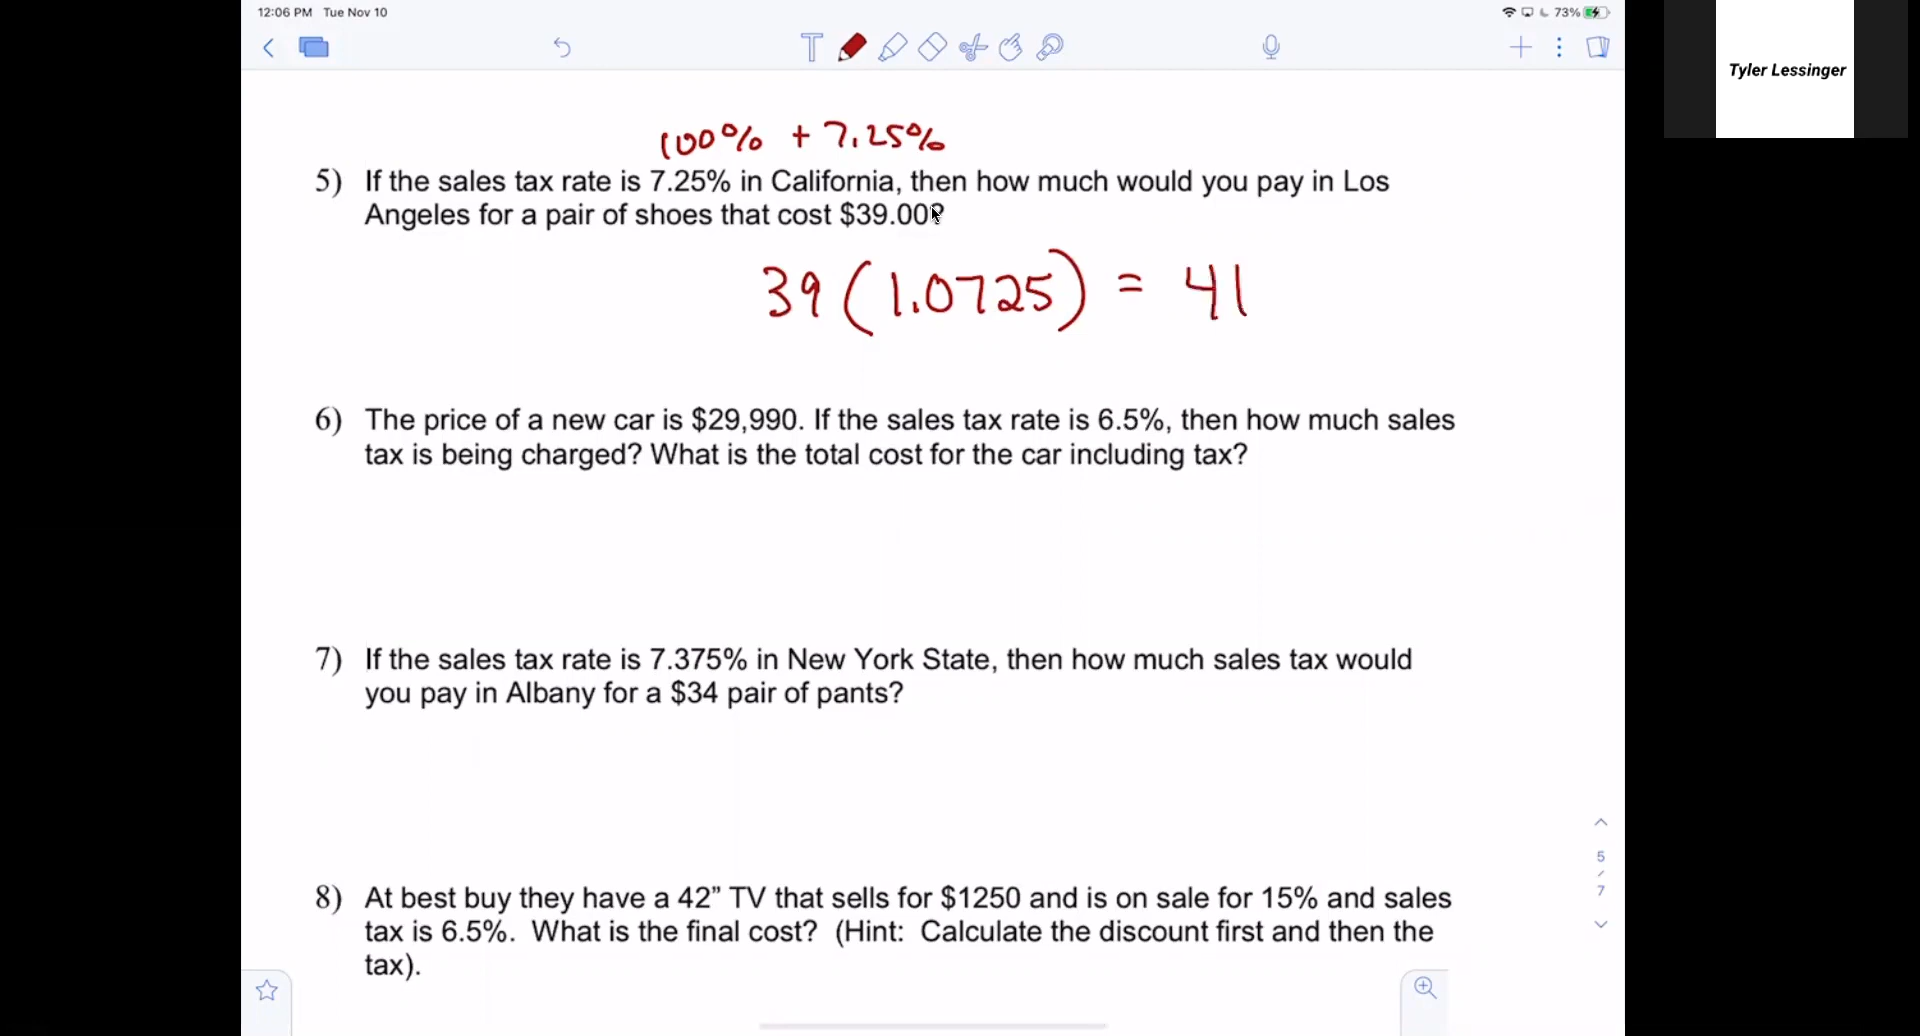 12:06 PM Tue Nov 10
73%
Tyler Lessinger
100% + 7.25%
5) If the sales tax rate is 7.25% in California, then how much would you pay in Los
Angeles for a pair of shoes that cost $39.00?
39 (1.0725) = 41
6) The price of a new car is $29,990. If the sales tax rate is 6.5%, then how much sales
tax is being charged? What is the total cost for the car including tax?
7) If the sales tax rate is 7.375% in New York State, then how much sales tax would
you pay in Albany for a $34 pair of pants?
5
/
7
8) At best buy they have a 42” TV that sells for $1250 and is on sale for 15% and sales
tax is 6.5%. What is the final cost? (Hint: Calculate the discount first and then the
tax).